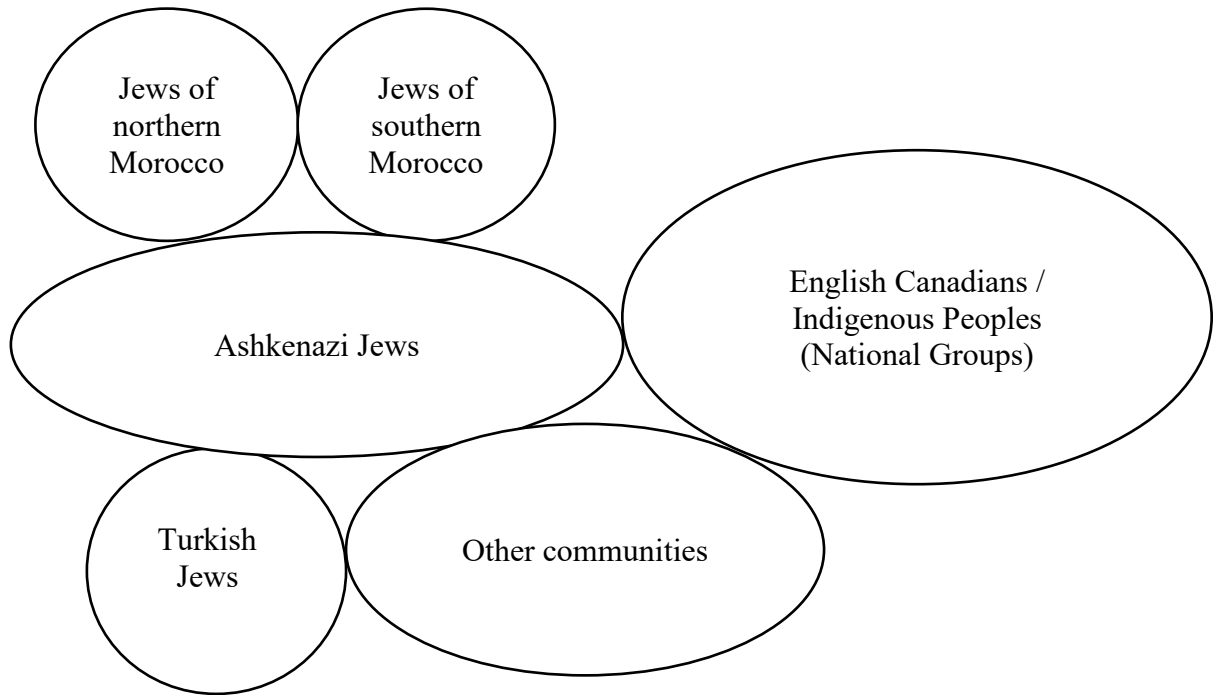 Jews of
northern
Morocco
Jews of
southern
Morocco
English Canadians /
Indigenous Peoples
(National Groups)
Ashkenazi Jews
Turkish
Jews
Other communities